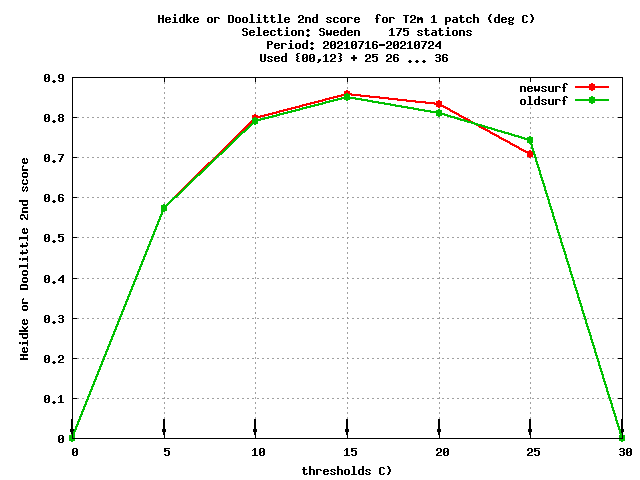 Heidke or Doolittle 2nd score  for T2m 1 patch (deg C)
Selection: Sweden    175 stations
Period: 20210716-20210724
Used {00,12} + 25 26 ... 36
newsurf
oldsurf
Heidke or Doolittle 2nd score
0.9
0.8
0.7
0.6
0.5
0.4
0.3
0.2
0.1
0
0 5 10 15 20 25 30
thresholds C)